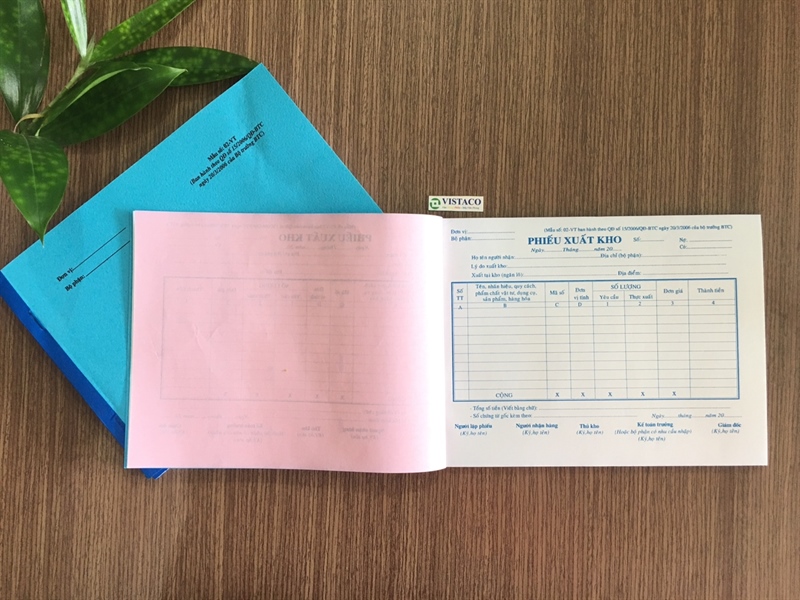 Mẫu số: 02-VT
(Ban hành theo QĐ số 15/2006/QĐ-BTC
ngày 20/3/2006 của Bộ trưởng BTC)
Đơn vị:
Bộ phận:
PHIẾU XUẤT KHO
VISTACO
(Mẫu số: 02-VT ban hành theo QĐ số 15/2006/QĐ-BTC ngày 20/3/2006 của bộ trưởng BTC)
Đơn vị:
Bộ phận:
PHIẾU XUẤT KHO
Số:
Nợ:
Ngày Tháng năm 20
Có:
Họ tên người nhận: Địa chỉ (bộ phận):
Lý do xuất kho:
Xuất tại kho (ngăn lô): Địa điểm:
Số TT
Tên, nhãn hiệu, quy cách,
phẩm chất vật tư, dụng cụ,
sản phẩm, hàng hóa
Mã số
Đơn vị tính
SỐ LƯỢNG
Yêu cầu Thực xuất
Đơn giá
Thành tiền
A B C D 1 2 3 4
CỘNG X X X X X
- Tổng số tiền (Viết bằng chữ):
- Số chứng từ gốc kèm theo:
Ngày tháng năm 20
Người lập phiếu Người nhận hàng Thủ kho Kế toán trưởng Giám đốc
(Ký, họ tên) (Ký, họ tên) (Ký, họ tên) (Hoặc bộ phận có nhu cầu nhập) (Ký, họ tên)
(Ký, họ tên)